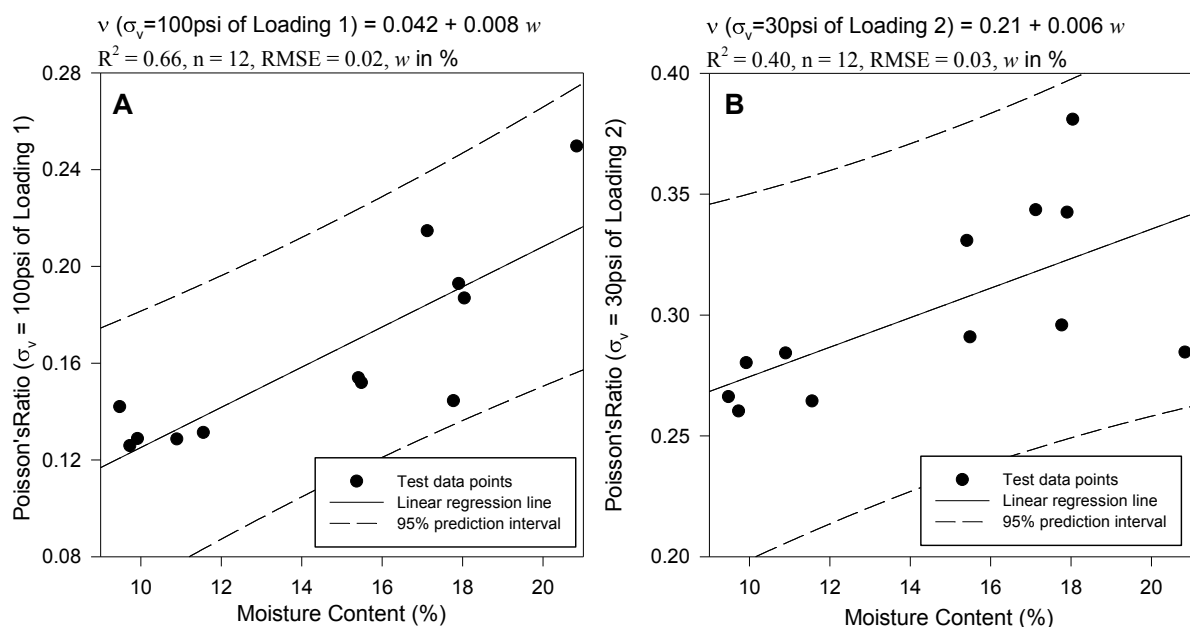 ν (σv=100psi of Loading 1) = 0.042 + 0.008 w
R² = 0.66, n = 12, RMSE = 0.02, w in %
A
Poisson'sRatio (σv = 100psi of Loading 1)
0.28
0.24
0.20
0.16
0.12
0.08
Test data points
Linear regression line
95% prediction interval
10 12 14 16 18 20
Moisture Content (%)
ν (σv=30psi of Loading 2) = 0.21 + 0.006 w
R² = 0.40, n = 12, RMSE = 0.03, w in %
B
Poisson'sRatio (σv = 30psi of Loading 2)
0.40
0.35
0.30
0.25
0.20
Test data points
Linear regression line
95% prediction interval
10 12 14 16 18 20
Moisture Content (%)